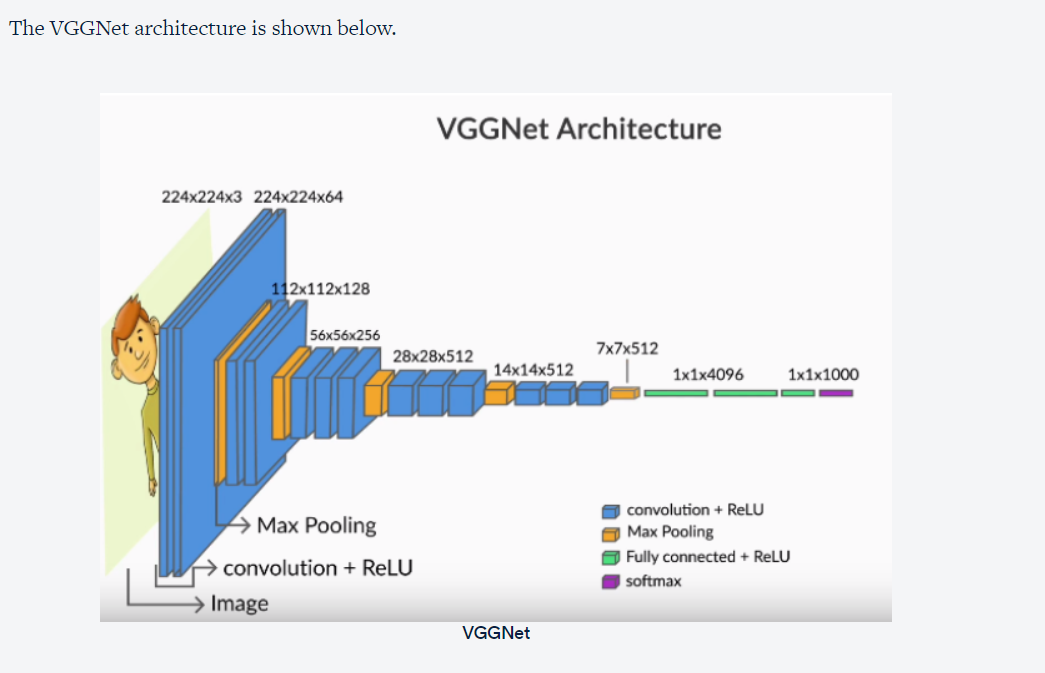 The VGGNet architecture is shown below.
VGGNet Architecture
224x224x3 224x224x64
112x112x128
56x56x256
28x28x512
14x14x512
7x7x512
1x1x4096
1x1x1000
convolution + ReLU
Max Pooling
Fully connected + ReLU
softmax
Max Pooling
convolution + ReLU
Image
VGGNet